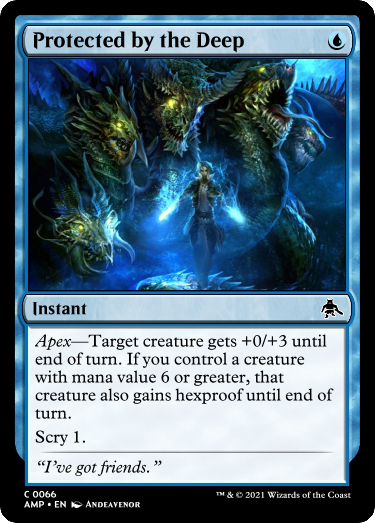 Protected by the Deep
Instant
Apex—Target creature gets +0/+3 until
end of turn. If you control a creature
with mana value 6 or greater, that
creature also gains hexproof until end of
turn.
Scry 1.
“I’ve got friends.”
C 0066
AMP • EN Andeavenor
™ & © 2021 Wizards of the Coast